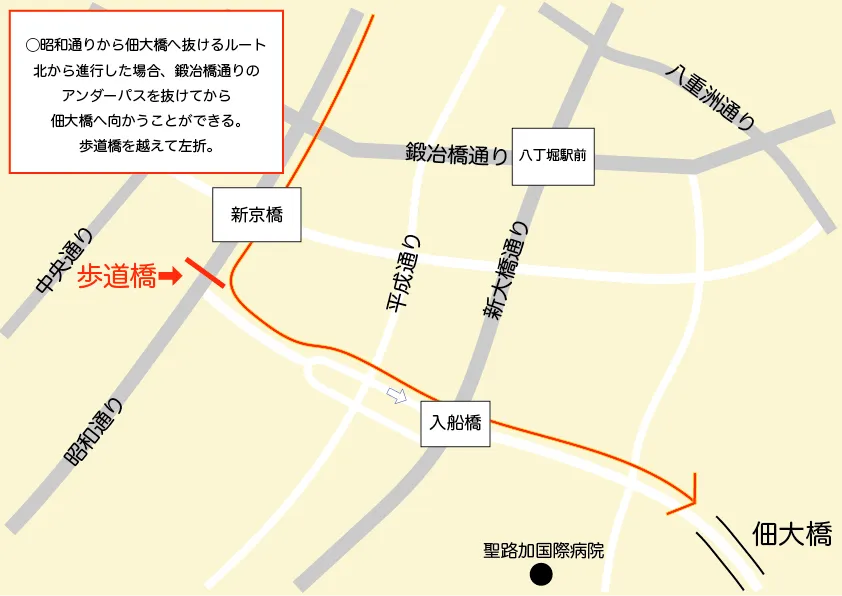 ○昭和通りから佃大橋へ抜けるルート
北から進行した場合、鍛冶橋通りの
アンダーパスを抜けてから
佃大橋へ向かうことができる。
歩道橋を越えて左折。
八重洲通り
鍛冶橋通り
八丁堀駅前
新京橋
中央通り
歩道橋➡
平成通り
新大橋通り
昭和通り
入船橋
佃大橋
聖路加国際病院